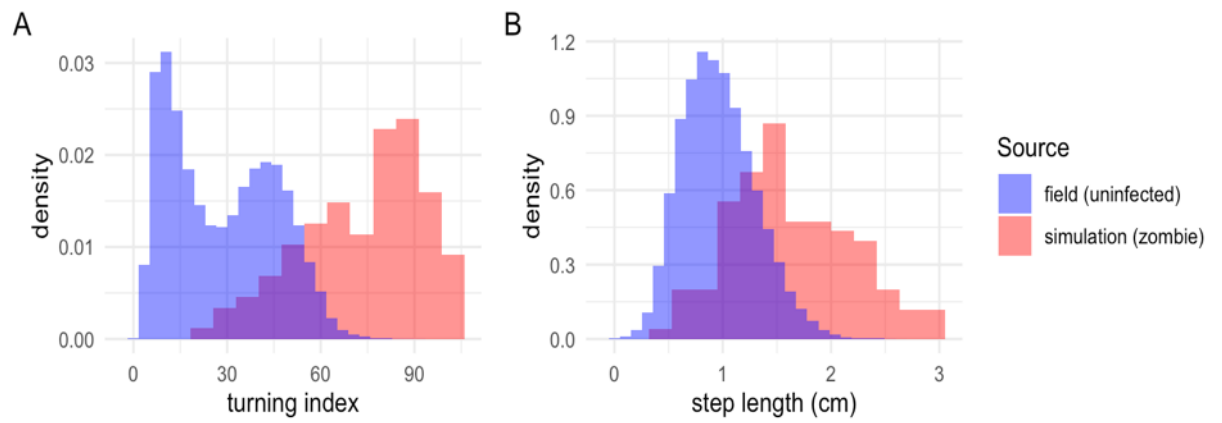 A
density
0.03
0.02
0.01
0.00
0
30
60
90
turning index
B
density
1.2
0.9
0.6
0.3
0.0
0
1
2
3
step length (cm)
Source
field (uninfected)
simulation (zombie)